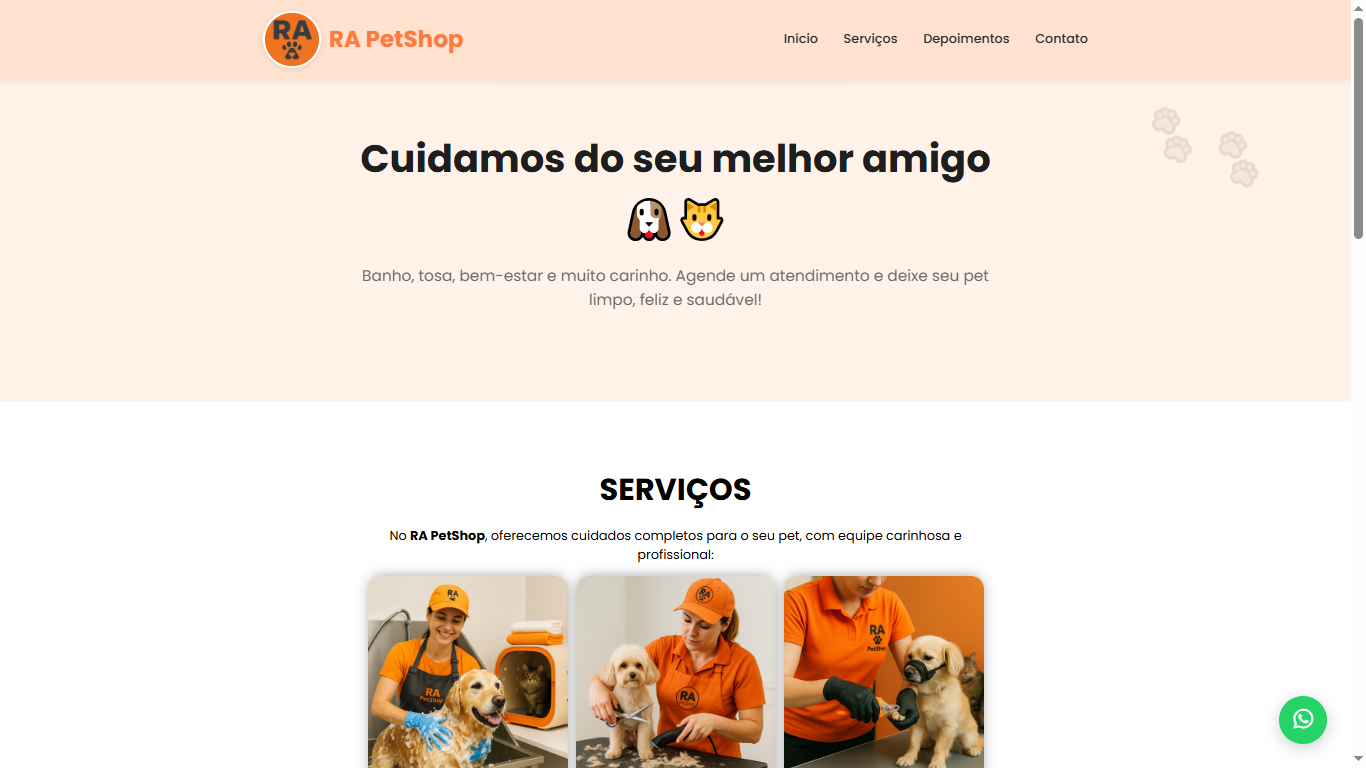 RA
RA PetShop
Início
Serviços
Depoimentos
Contato
Cuidamos do seu melhor amigo
Banho, tosa, bem-estar e muito carinho. Agende um atendimento e deixe seu pet
limpo, feliz e saudável!
SERVIÇOS
No RA PetShop, oferecemos cuidados completos para o seu pet, com equipe carinhosa e
profissional:
RA
RA
PetShop
RA
RA
RA
PetShop